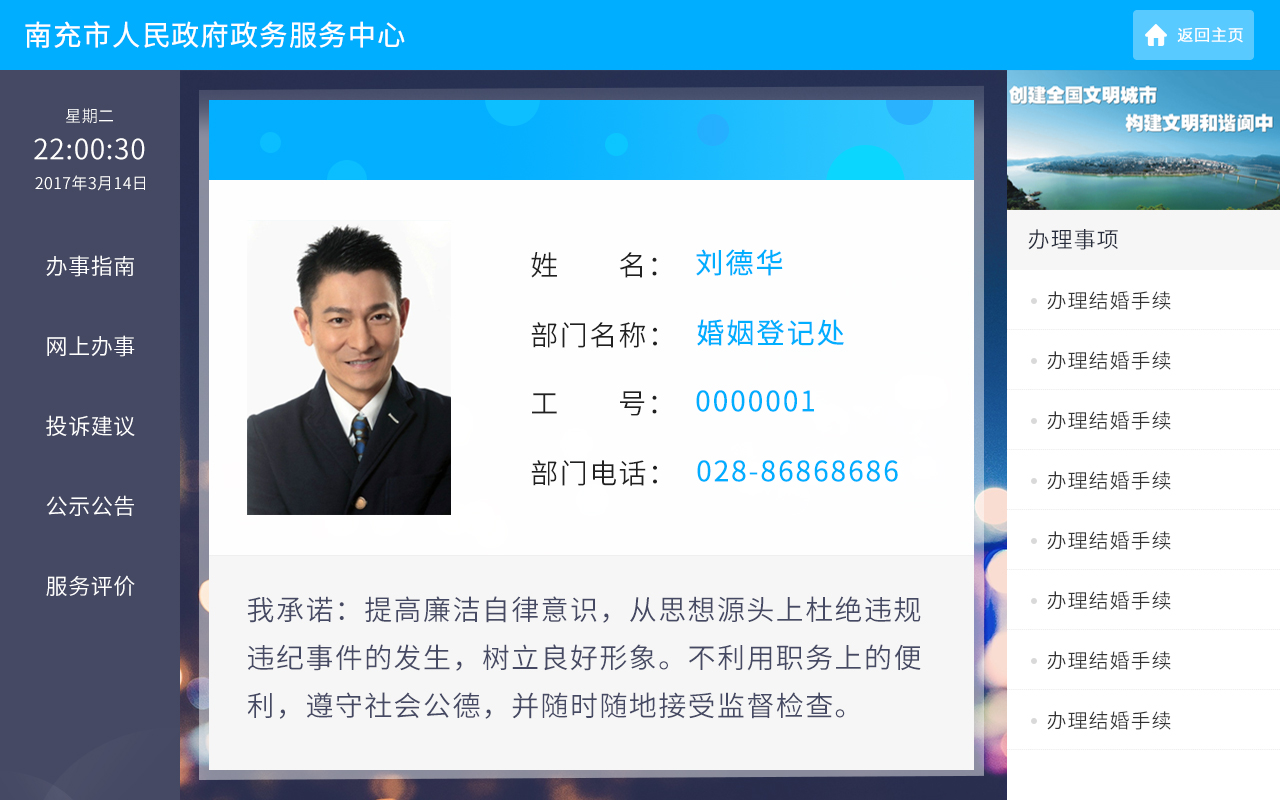 南充市人民政府政务服务中心
返回主页
星期二
22:00:30
2017年3月14日
办事指南
网上办事
投诉建议
公示公告
服务评价
姓 名： 刘德华
部门名称： 婚姻登记处
工 号： 0000001
部门电话： 028-86868686
我承诺：提高廉洁自律意识，从思想源头上杜绝违规
违纪事件的发生，树立良好形象。不利用职务上的便
利，遵守社会公德，并随时随地接受监督检查。
创建全国文明城市
构建文明和谐阆中
办理事项
办理结婚手续
办理结婚手续
办理结婚手续
办理结婚手续
办理结婚手续
办理结婚手续
办理结婚手续
办理结婚手续